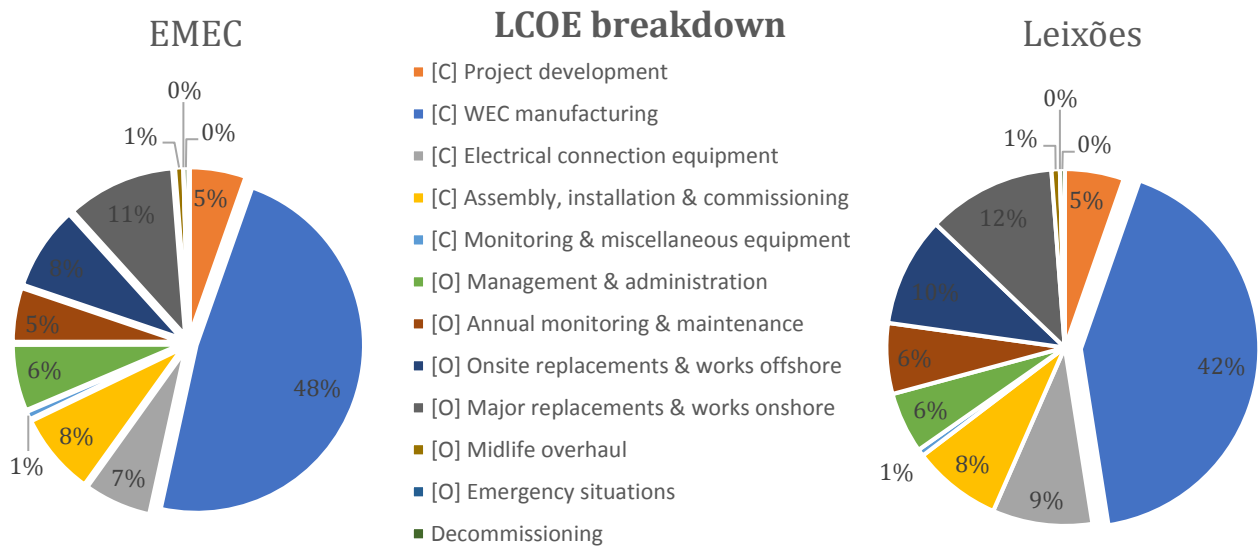 LCOE breakdown
EMEC
0%
1%
0%
5%
11%
8%
5%
6%
48%
8%
1%
7%
[C] Project development
[C] WEC manufacturing
[C] Electrical connection equipment
[C] Assembly, installation & commissioning
[C] Monitoring & miscellaneous equipment
[O] Management & administration
[O] Annual monitoring & maintenance
[O] Onsite replacements & works offshore
[O] Major replacements & works onshore
[O] Midlife overhaul
[O] Emergency situations
Decommissioning
Leixões
0%
1%
0%
5%
12%
10%
6%
42%
6%
8%
1%
9%